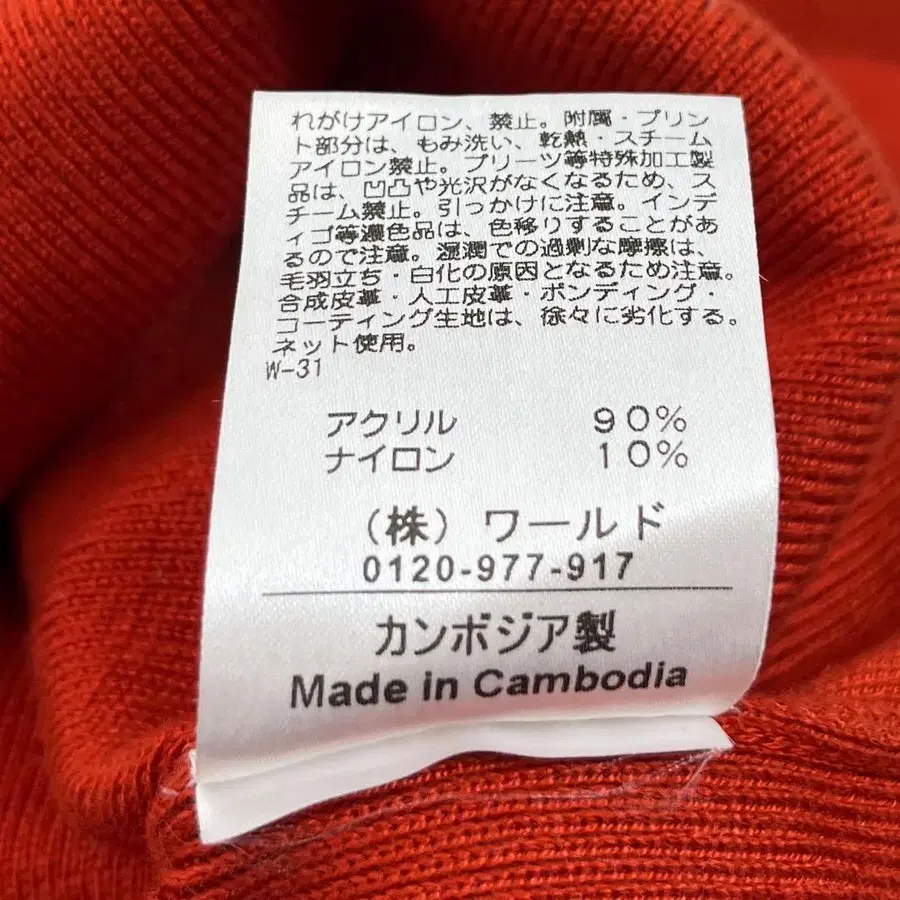 れがけアイロン、禁止。附属・プリン
ト部分は、もみ洗い、乾熱・スチーム
アイロン禁止。プリーツ等特殊加工製
品は、凹凸や光沢がなくなるため、ス
チーム禁止。引っかけに注意。インデ
ィゴ等濃色品は、色移りすることがあ
るので注意。湿潤での過剰な摩擦は、
毛羽立ち・白化の原因となるため注意。
合成皮革・人工皮革・ボンディング・
コーティング生地は、徐々に劣化する。
ネット使用。
W-31
アクリル 90%
ナイロン 10%
(株) ワールド
0120-977-917
カンボジア製
Made in Cambodia